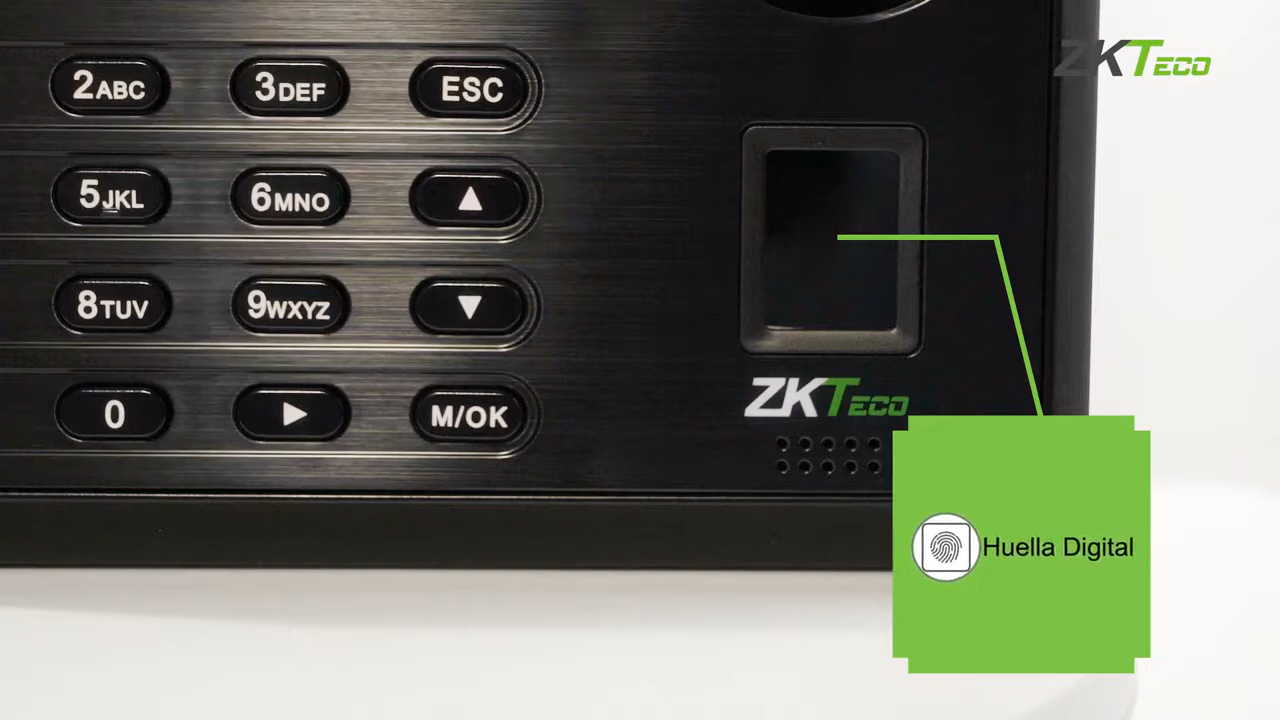 ZKTECO
2ABC 3DEF ESC
5JKL 6MNO
8TUV 9WXYZ
0 M/OK
ZKTECO
Huella Digital